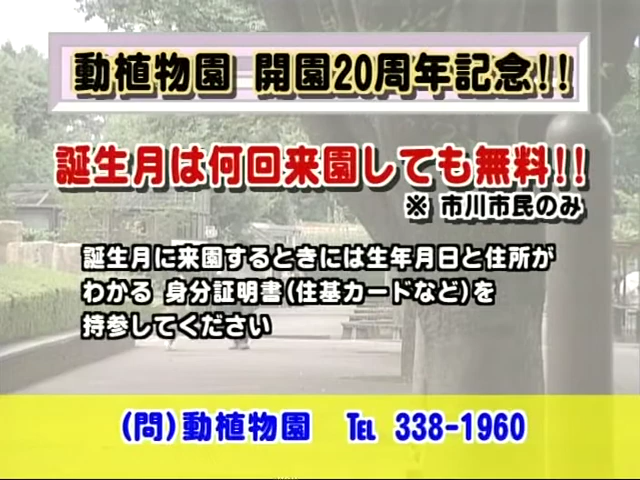 動植物園 開園20周年記念!!
誕生月は何回来園しても無料!!
※ 市川市民のみ
誕生月に来園するときには生年月日と住所が
わかる 身分証明書(住基カードなど)を
持参してください
(問)動植物園 TEL 338-1960